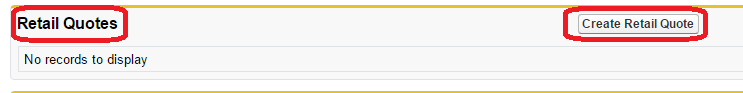 Retail Quotes Create Retail Quote
No records to display